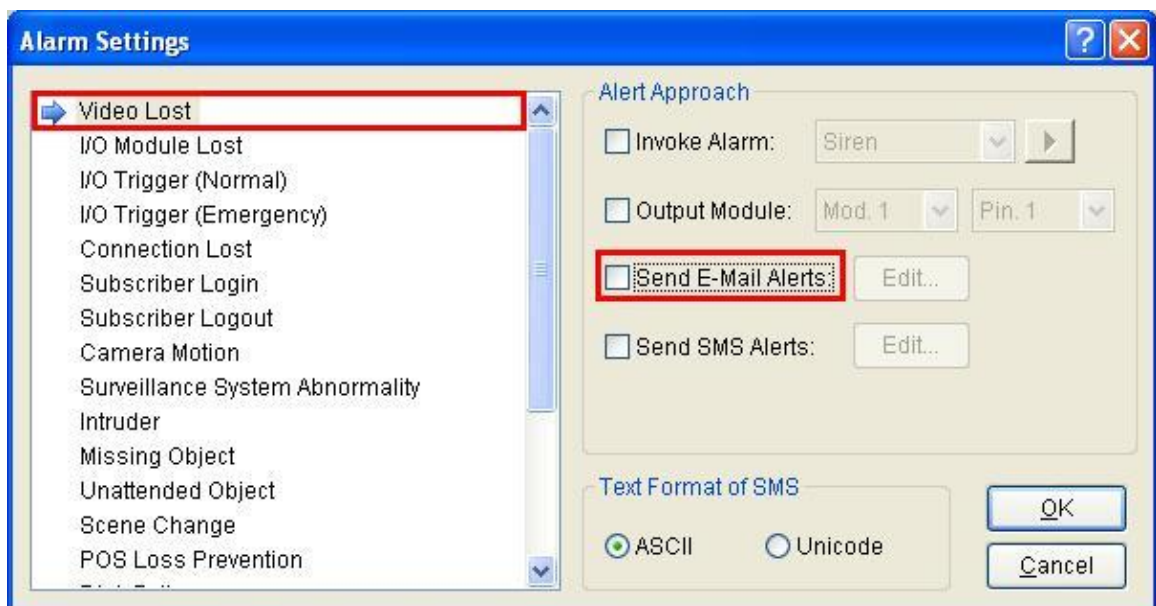 Alarm Settings
Video Lost
I/O Module Lost
I/O Trigger (Normal)
I/O Trigger (Emergency)
Connection Lost
Subscriber Login
Subscriber Logout
Camera Motion
Surveillance System Abnormality
Intruder
Missing Object
Unattended Object
Scene Change
POS Loss Prevention
Alert Approach
Invoke Alarm: Siren
Output Module: Mod. 1 Pin. 1
Send E-Mail Alerts: Edit...
Send SMS Alerts: Edit...
Text Format of SMS
ASCII Unicode
OK
Cancel